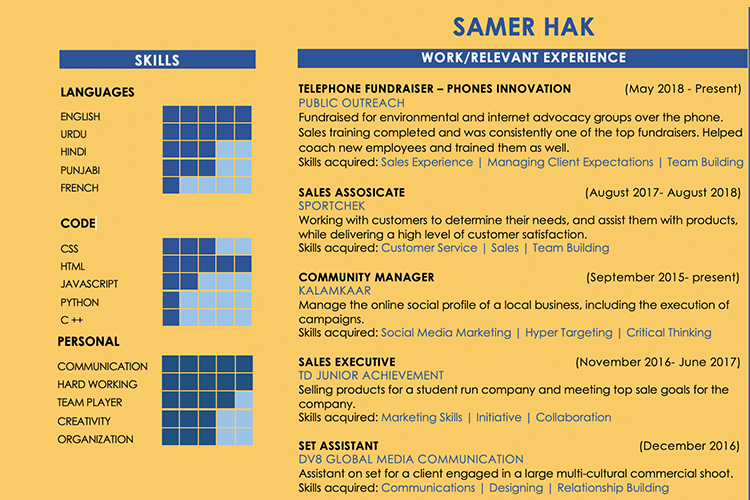 SAMER HAK
SKILLS
LANGUAGES
ENGLISH
URDU
HINDI
PUNJABI
FRENCH
CODE
CSS
HTML
JAVASCRIPT
PYTHON
C ++
PERSONAL
COMMUNICATION
HARD WORKING
TEAM PLAYER
CREATIVITY
ORGANIZATION
WORK/RELEVANT EXPERIENCE
TELEPHONE FUNDRAISER – PHONES INNOVATION (May 2018 - Present)
PUBLIC OUTREACH
Fundraised for environmental and internet advocacy groups over the phone.
Sales training completed and was consistently one of the top fundraisers. Helped
coach new employees and trained them as well.
Skills acquired: Sales Experience | Managing Client Expectations | Team Building
SALES ASSOSICATE (August 2017- August 2018)
SPORTCHEK
Working with customers to determine their needs, and assist them with products,
while delivering a high level of customer satisfaction.
Skills acquired: Customer Service | Sales | Team Building
COMMUNITY MANAGER (September 2015- present)
KALAMKAAR
Manage the online social profile of a local business, including the execution of
campaigns.
Skills acquired: Social Media Marketing | Hyper Targeting | Critical Thinking
SALES EXECUTIVE (November 2016- June 2017)
TD JUNIOR ACHIEVEMENT
Selling products for a student run company and meeting top sale goals for the
company.
Skills acquired: Marketing Skills | Initiative | Collaboration
SET ASSISTANT (December 2016)
DV8 GLOBAL MEDIA COMMUNICATION
Assistant on set for a client engaged in a large multi-cultural commercial shoot.
Skills acquired: Communications | Designing | Relationship Building